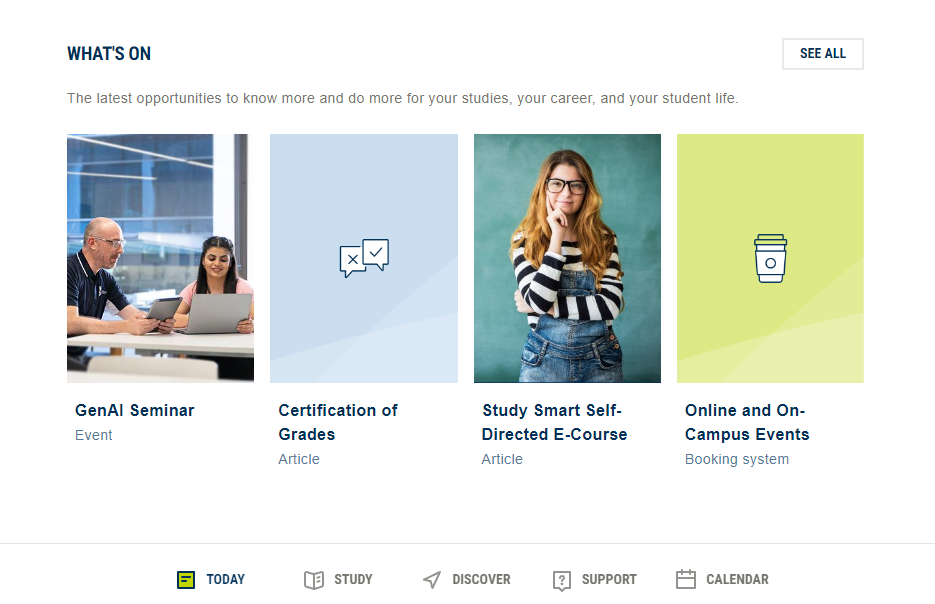 WHAT'S ON
SEE ALL
The latest opportunities to know more and do more for your studies, your career, and your student life.
GenAI Seminar
Event
Certification of
Grades
Article
Study Smart Self-
Directed E-Course
Article
Online and On-
Campus Events
Booking system
TODAY
STUDY
DISCOVER
SUPPORT
CALENDAR